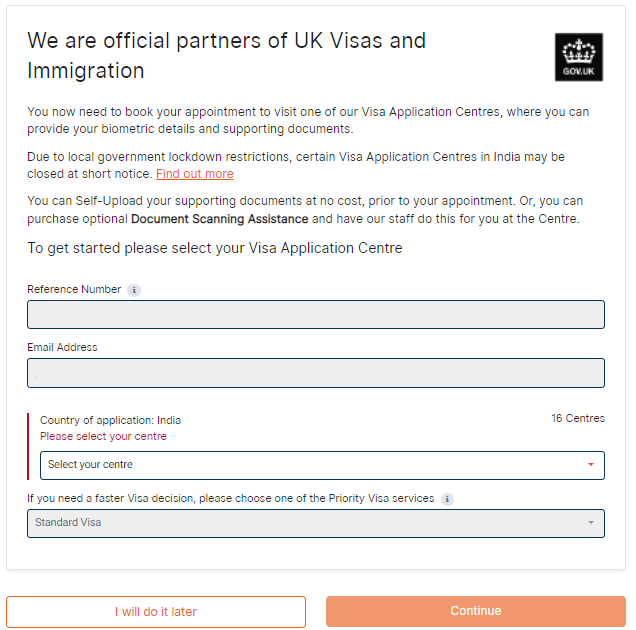 We are official partners of UK Visas and
Immigration
GOV.UK
You now need to book your appointment to visit one of our Visa Application Centres, where you can
provide your biometric details and supporting documents.
Due to local government lockdown restrictions, certain Visa Application Centres in India may be
closed at short notice. Find out more
You can Self-Upload your supporting documents at no cost, prior to your appointment. Or, you can
purchase optional Document Scanning Assistance and have our staff do this for you at the Centre.
To get started please select your Visa Application Centre
Reference Number i
Email Address
Country of application: India 16 Centres
Please select your centre
Select your centre
If you need a faster Visa decision, please choose one of the Priority Visa services i
Standard Visa
I will do it later Continue